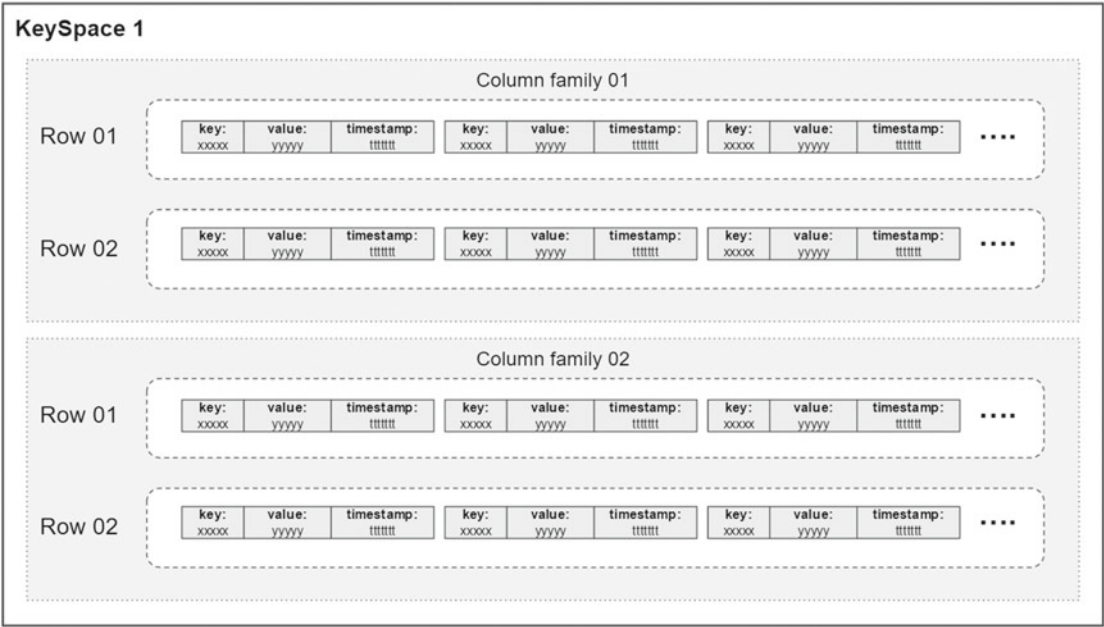 KeySpace 1
Column family 01
Row 01
key: value: timestamp: key: value: timestamp: key: value: timestamp:
xxxxx yyyyy ttttttt xxxxx yyyyy ttttttt xxxxx yyyyy ttttttt
....
Row 02
key: value: timestamp: key: value: timestamp: key: value: timestamp:
xxxxx yyyyy ttttttt xxxxx yyyyy ttttttt xxxxx yyyyy ttttttt
....
Column family 02
Row 01
key: value: timestamp: key: value: timestamp: key: value: timestamp:
xxxxx yyyyy ttttttt xxxxx yyyyy ttttttt xxxxx yyyyy ttttttt
....
Row 02
key: value: timestamp: key: value: timestamp: key: value: timestamp:
xxxxx yyyyy ttttttt xxxxx yyyyy ttttttt xxxxx yyyyy ttttttt
....